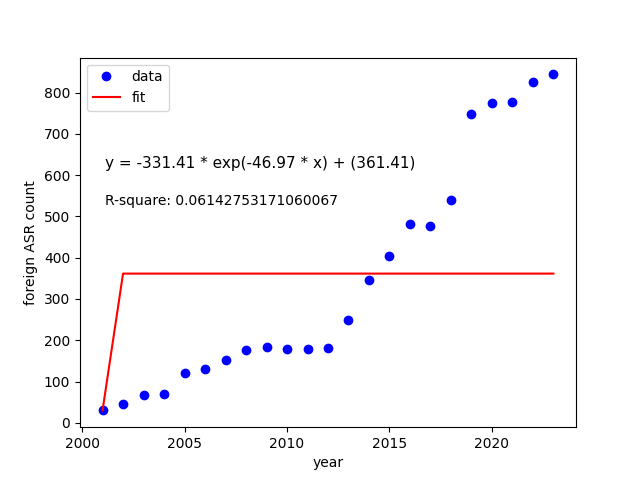 data
fit
y = -331.41 * exp(-46.97 * x) + (361.41)
R-square: 0.06142753171060067
foreign ASR count
800
700
600
500
400
300
200
100
0
2000 2005 2010 2015 2020
year